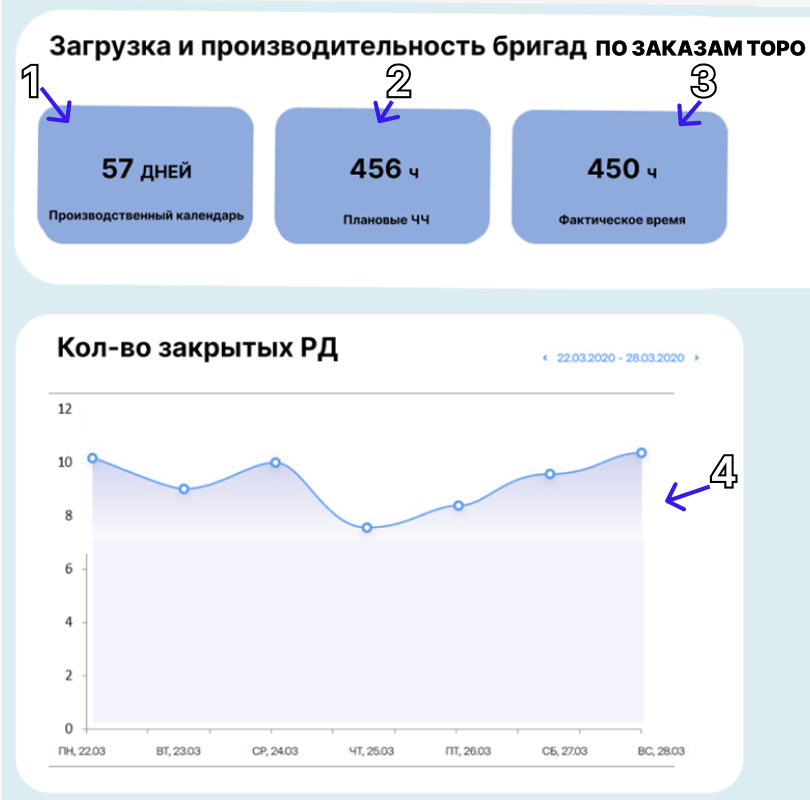 Загрузка и производительность бригад ПО ЗАКАЗАМ ТОРО
1 2 3
57 ДНЕЙ 456 ч 450 ч
Производственный календарь Плановые ЧЧ Фактическое время
Кол-во закрытых РД
‹ 22.03.2020 - 28.03.2020 ›
12
10
4
8
6
4
2
0
ПН, 22.03 ВТ, 23.03 СР, 24.03 ЧТ, 25.03 ПТ, 26.03 СБ, 27.03 ВС, 28.03